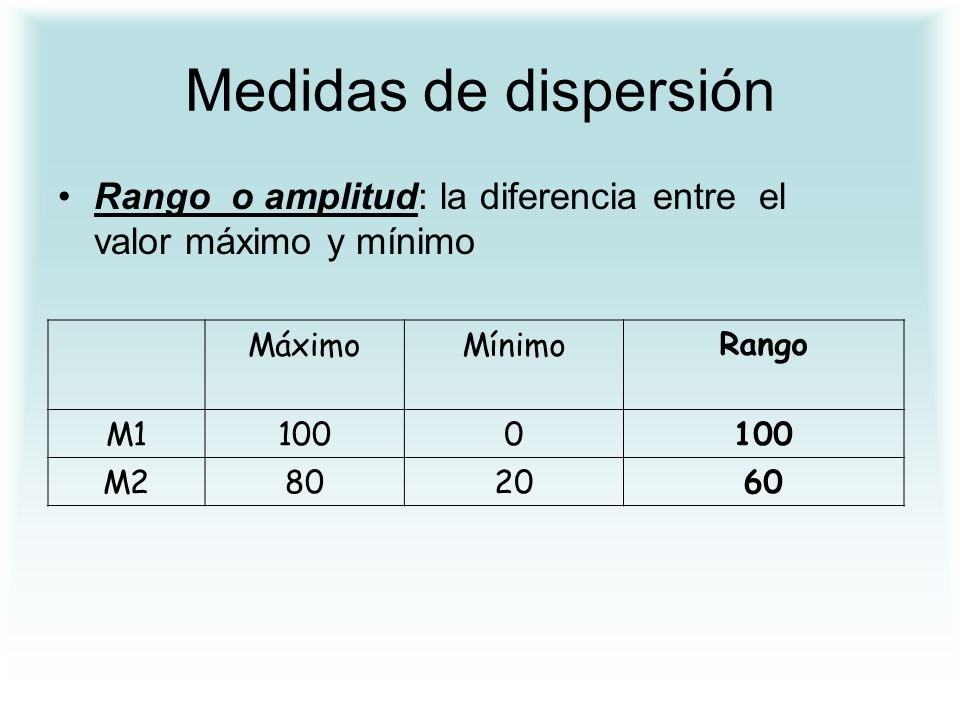 Medidas de dispersión
•Rango o amplitud: la diferencia entre el
valor máximo y mínimo
Máximo Mínimo Rango
M1 100 0 100
M2 80 20 60